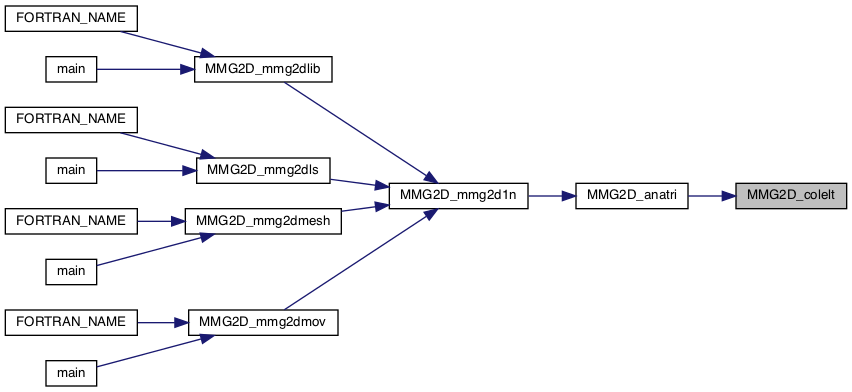 FORTRAN_NAME
main
MMG2D_mmg2dlib
FORTRAN_NAME
main
MMG2D_mmg2dls
MMG2D_mmg2d1n
MMG2D_anatri
MMG2D_colelt
FORTRAN_NAME
MMG2D_mmg2dmesh
main
FORTRAN_NAME
MMG2D_mmg2dmov
main